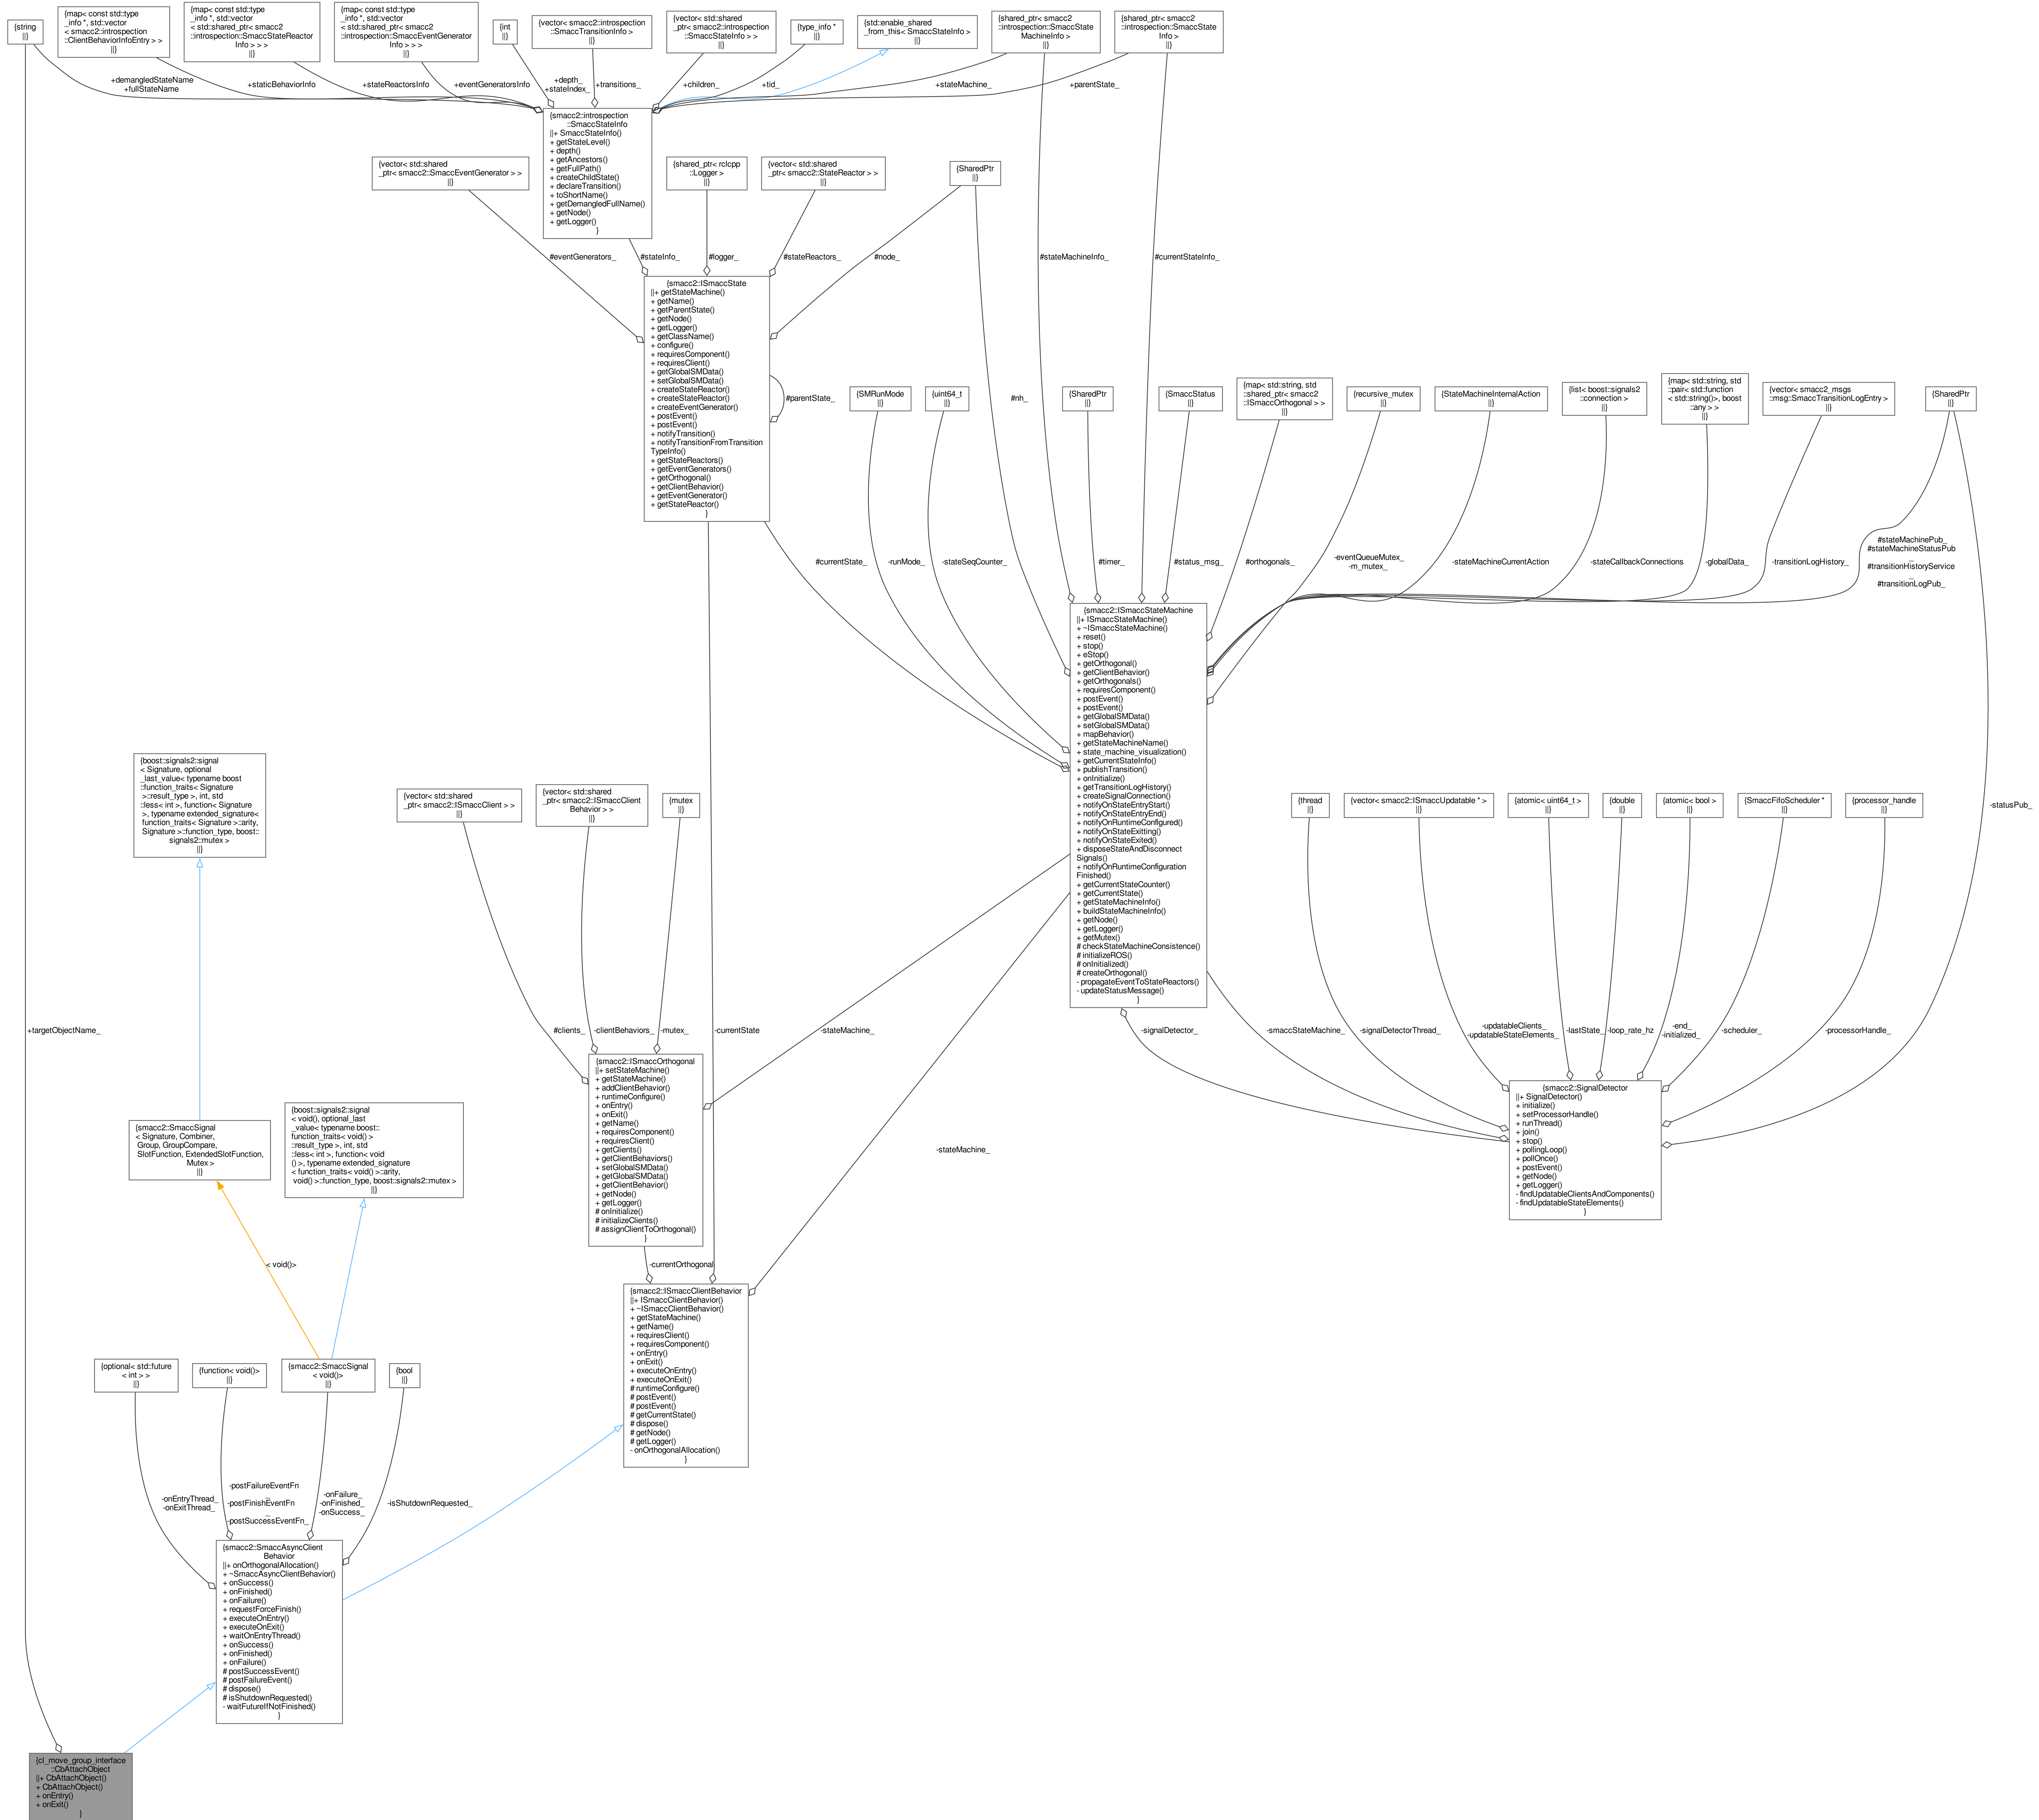 {string
||}
{map< const std::type
_info *, std::vector
< smacc2::introspection
::ClientBehaviorInfoEntry > >
||}
{map< const std::type
_info *, std::vector
< std::shared_ptr< smacc2
::introspection::SmaccStateReactor
Info > > >
||}
{map< const std::type
_info *, std::vector
< std::shared_ptr< smacc2
::introspection::SmaccEventGenerator
Info > > >
||}
{int
||}
{vector< smacc2::introspection
::SmaccTransitionInfo >
||}
{vector< std::shared
_ptr< smacc2::introspection
::SmaccStateInfo > >
||}
{type_info *
||}
{std::enable_shared
_from_this< SmaccStateInfo >
||}
{shared_ptr< smacc2
::introspection::SmaccState
MachineInfo >
||}
{shared_ptr< smacc2
::introspection::SmaccState
Info >
||}
+demangledStateName
+fullStateName
+staticBehaviorInfo
+stateReactorsInfo
+eventGeneratorsInfo
+depth_
+stateIndex_
+transitions_
+children_
+tid_
+stateMachine_
+parentState_
{smacc2::introspection
::SmaccStateInfo
||+ SmaccStateInfo()
+ getStateLevel()
+ depth()
+ getAncestors()
+ getFullPath()
+ createChildState()
+ declareTransition()
+ toShortName()
+ getDemangledFullName()
+ getNode()
+ getLogger()
}
{vector< std::shared
_ptr< smacc2::SmaccEventGenerator > >
||}
{shared_ptr< rclcpp
::Logger >
||}
{vector< std::shared
_ptr< smacc2::StateReactor > >
||}
{SharedPtr
||}
#eventGenerators_
#stateInfo_
#logger_
#stateReactors_
#node_
#stateMachineInfo_
#currentStateInfo_
{smacc2::ISmaccState
||+ getStateMachine()
+ getName()
+ getParentState()
+ getNode()
+ getLogger()
+ getClassName()
+ configure()
+ requiresComponent()
+ requiresClient()
+ getGlobalSMData()
+ setGlobalSMData()
+ createStateReactor()
+ createStateReactor()
+ createEventGenerator()
+ postEvent()
+ postEvent()
+ notifyTransition()
+ notifyTransitionFromTransition
TypeInfo()
+ getStateReactors()
+ getEventGenerators()
+ getOrthogonal()
+ getClientBehavior()
+ getEventGenerator()
+ getStateReactor()
}
#parentState_
{SMRunMode
||}
{uint64_t
||}
#nh_
{SharedPtr
||}
{SmaccStatus
||}
{map< std::string, std
::shared_ptr< smacc2
::ISmaccOrthogonal > >
||}
{recursive_mutex
||}
{StateMachineInternalAction
||}
{list< boost::signals2
::connection >
||}
{map< std::string, std
::pair< std::function
< std::string()>, boost
::any > >
||}
{vector< smacc2_msgs
::msg::SmaccTransitionLogEntry >
||}
{SharedPtr
||}
#currentState_
-runMode_
-stateSeqCounter_
#timer_
#status_msg_
#orthogonals_
-eventQueueMutex_
-m_mutex_
-stateMachineCurrentAction
-stateCallbackConnections
-globalData_
-transitionLogHistory_
#stateMachinePub_
#stateMachineStatusPub
_
#transitionHistoryService
_
#transitionLogPub_
{smacc2::ISmaccStateMachine
||+ ISmaccStateMachine()
+ ~ISmaccStateMachine()
+ reset()
+ stop()
+ eStop()
+ getOrthogonal()
+ getClientBehavior()
+ getOrthogonals()
+ requiresComponent()
+ postEvent()
+ postEvent()
+ getGlobalSMData()
+ setGlobalSMData()
+ mapBehavior()
+ getStateMachineName()
+ state_machine_visualization()
+ getCurrentStateInfo()
+ publishTransition()
+ onInitialize()
+ getTransitionLogHistory()
+ createSignalConnection()
+ notifyOnStateEntryStart()
+ notifyOnStateEntryEnd()
+ notifyOnRuntimeConfigured()
+ notifyOnStateExitting()
+ notifyOnStateExited()
+ disposeStateAndDisconnect
Signals()
+ notifyOnRuntimeConfiguration
Finished()
+ getCurrentStateCounter()
+ getCurrentState()
+ getStateMachineInfo()
+ buildStateMachineInfo()
+ getNode()
+ getLogger()
+ getMutex()
# checkStateMachineConsistence()
# initializeROS()
# onInitialized()
# createOrthogonal()
- propagateEventToStateReactors()
- updateStatusMessage()
}
{boost::signals2::signal
< Signature, optional
_last_value< typename boost
::function_traits< Signature
>::result_type >, int, std
::less< int >, function< Signature
>, typename extended_signature<
function_traits< Signature >::arity,
Signature >::function_type, boost::
signals2::mutex >
||}
{vector< std::shared
_ptr< smacc2::ISmaccClient > >
||}
{vector< std::shared
_ptr< smacc2::ISmaccClient
Behavior > >
||}
{mutex
||}
{thread
||}
{vector< smacc2::ISmaccUpdatable * >
||}
{atomic< uint64_t >
||}
{double
||}
{atomic< bool >
||}
{SmaccFifoScheduler *
||}
{processor_handle
||}
-statusPub_
+targetObjectName_
#clients_
-clientBehaviors_
-mutex_
-currentState
-stateMachine_
-signalDetector_
-smaccStateMachine_
-signalDetectorThread_
-updatableClients_
-updatableStateElements_
-lastState_
-loop_rate_hz
-end_
-initialized_
-scheduler_
-processorHandle_
{smacc2::ISmaccOrthogonal
||+ setStateMachine()
+ getStateMachine()
+ addClientBehavior()
+ runtimeConfigure()
+ onEntry()
+ onExit()
+ getName()
+ requiresComponent()
+ requiresClient()
+ getClients()
+ getClientBehaviors()
+ setGlobalSMData()
+ getGlobalSMData()
+ getClientBehavior()
+ getNode()
+ getLogger()
# onInitialize()
# initializeClients()
# assignClientToOrthogonal()
}
{smacc2::SignalDetector
||+ SignalDetector()
+ initialize()
+ setProcessorHandle()
+ runThread()
+ join()
+ stop()
+ pollingLoop()
+ pollOnce()
+ postEvent()
+ getNode()
+ getLogger()
- findUpdatableClientsAndComponents()
- findUpdatableStateElements()
}
{smacc2::SmaccSignal
< Signature, Combiner,
Group, GroupCompare,
SlotFunction, ExtendedSlotFunction,
Mutex >
||}
{boost::signals2::signal
< void(), optional_last
_value< typename boost::
function_traits< void() >
::result_type >, int, std
::less< int >, function< void
() >, typename extended_signature
< function_traits< void() >::arity,
void() >::function_type, boost::signals2::mutex >
||}
-stateMachine_
< void()>
-currentOrthogonal
{smacc2::ISmaccClientBehavior
||+ ISmaccClientBehavior()
+ ~ISmaccClientBehavior()
+ getStateMachine()
+ getName()
+ requiresClient()
+ requiresComponent()
+ onEntry()
+ onExit()
+ executeOnEntry()
+ executeOnExit()
# runtimeConfigure()
# postEvent()
# postEvent()
# getCurrentState()
# dispose()
# getNode()
# getLogger()
- onOrthogonalAllocation()
}
{optional< std::future
< int > >
||}
{function< void()>
||}
{smacc2::SmaccSignal
< void()>
||}
{bool
||}
-onEntryThread_
-onExitThread_
-postFailureEventFn
_
-postFinishEventFn
_
-postSuccessEventFn_
-onFailure_
-onFinished_
-onSuccess_
-isShutdownRequested_
{smacc2::SmaccAsyncClient
Behavior
||+ onOrthogonalAllocation()
+ ~SmaccAsyncClientBehavior()
+ onSuccess()
+ onFinished()
+ onFailure()
+ requestForceFinish()
+ executeOnEntry()
+ executeOnExit()
+ waitOnEntryThread()
+ onSuccess()
+ onFinished()
+ onFailure()
# postSuccessEvent()
# postFailureEvent()
# dispose()
# isShutdownRequested()
- waitFutureIfNotFinished()
}
{cl_move_group_interface
::CbAttachObject
||+ CbAttachObject()
+ CbAttachObject()
+ onEntry()
+ onExit()
}